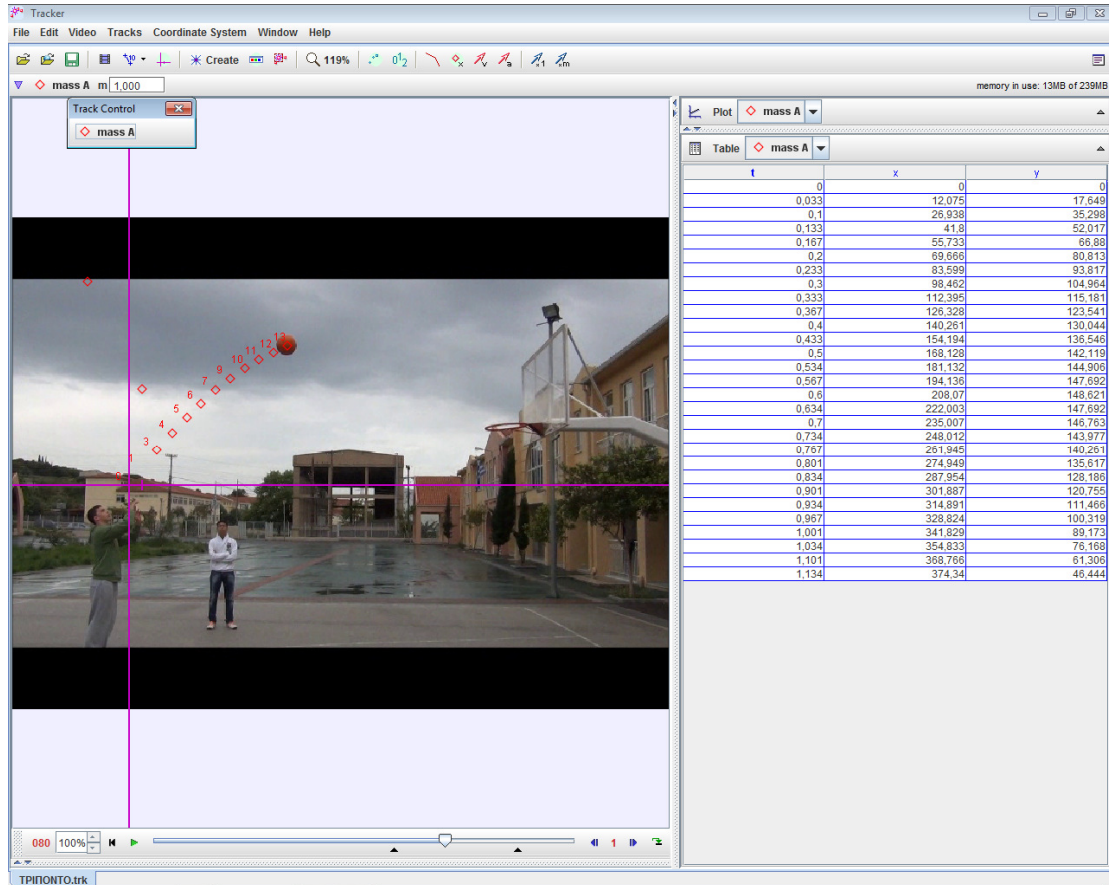 Tracker
File Edit Video Tracks Coordinate System Window Help
Create 119%
mass A m 1,000
memory in use: 13MB of 239MB
Track Control
mass A
Plot mass A
Table mass A
t x y
0 0 0
0,033 12,075 17,649
0,1 26,938 35,298
0,133 41,8 52,017
0,167 55,733 66,88
0,2 69,666 80,813
0,233 83,599 93,817
0,3 98,462 104,964
0,333 112,395 115,181
0,367 126,328 123,541
0,4 140,261 130,044
0,433 154,194 136,546
0,5 168,128 142,119
0,534 181,132 144,906
0,567 194,136 147,692
0,6 208,07 148,621
0,634 222,003 147,692
0,7 235,007 146,763
0,734 248,012 143,977
0,767 261,945 140,261
0,801 274,949 135,617
0,834 287,954 128,186
0,901 301,887 120,755
0,934 314,891 111,466
0,967 328,824 100,319
1,001 341,829 89,173
1,034 354,833 76,168
1,101 368,766 61,306
1,134 374,34 46,444
13
12
11
10
9
7
6
5
4
3
1
080 100% 1
ΤΡΙΠΟΝΤΟ.trk